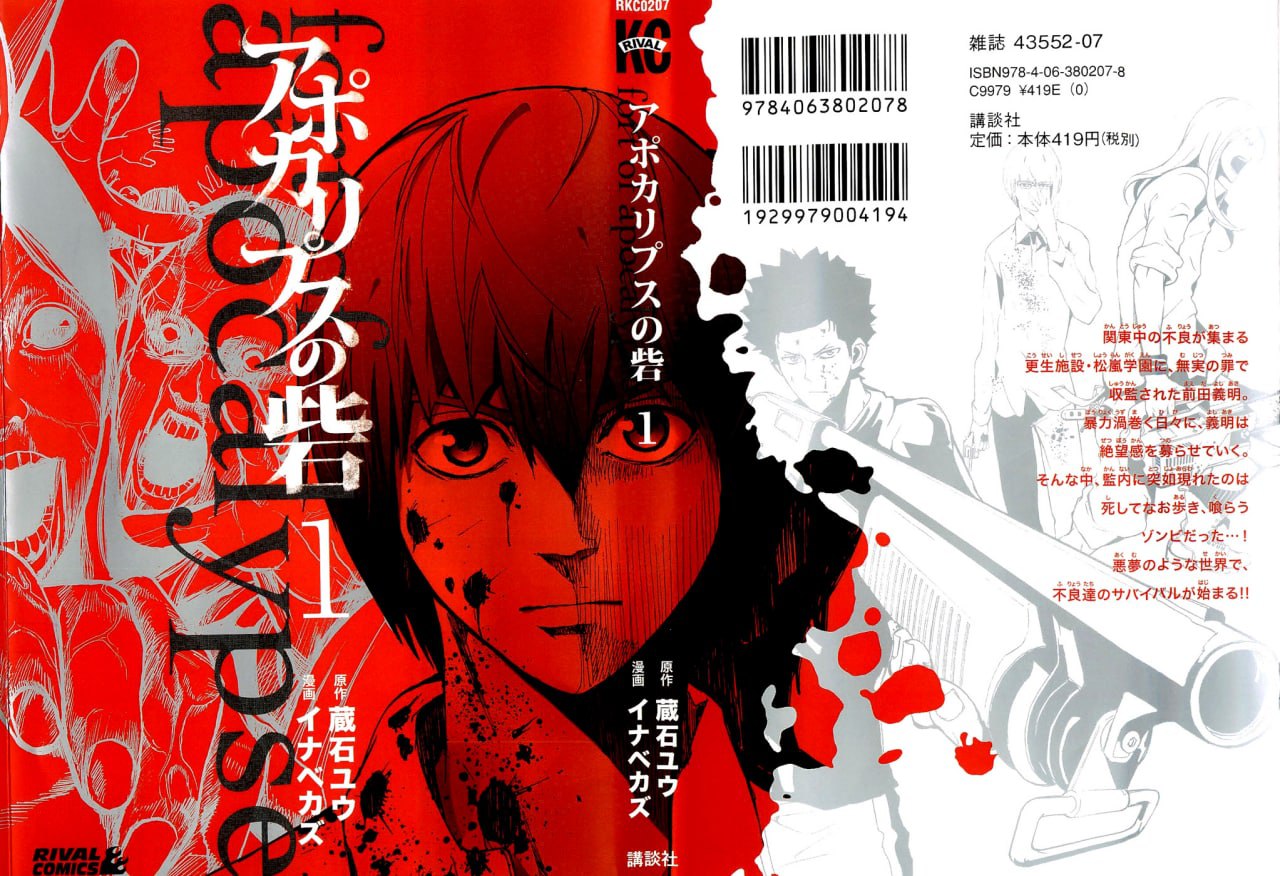 fort of apocalypse
アポカリプスの砦
1
原作 蔵石ユウ
漫画 イナベカズ
RIVAL COMICS
RKC0207
KC
RIVAL
fort of apocalypse
アポカリプスの砦
1
原作 蔵石ユウ
漫画 イナベカズ
講談社
9784063802078
1929979004194
雑誌 43552-07
ISBN978-4-06-380207-8
C9979 ¥419E (0)
講談社
定価：本体419円(税別)
関東中の不良が集まる
更生施設・松嵐学園に、無実の罪で
収監された前田義明。
暴力渦巻く日々に、義明は
絶望感を募らせていく。
そんな中、監内に突如現れたのは
死してなお歩き、喰らう
ゾンビだった…！
悪夢のような世界で、
不良達のサバイバルが始まる!!